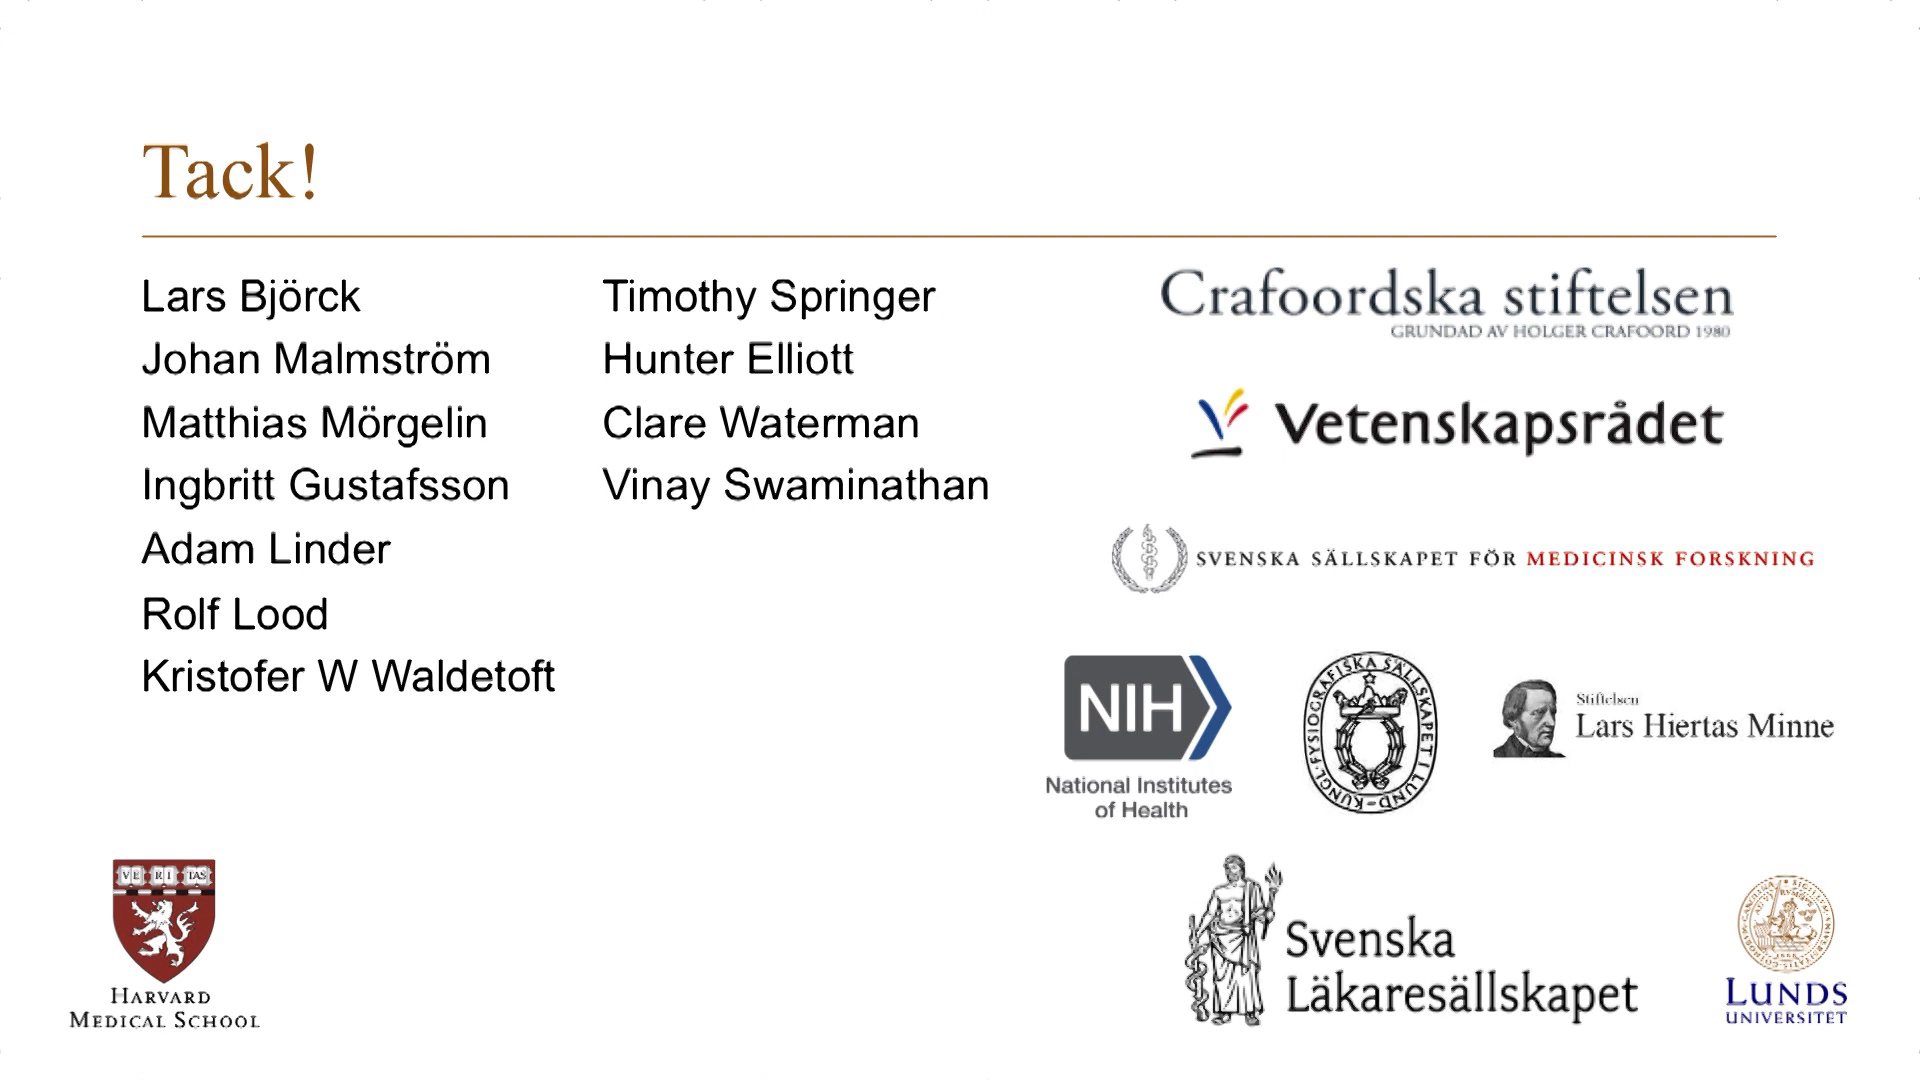 Tack!
Lars Björck
Johan Malmström
Matthias Mörgelin
Ingbritt Gustafsson
Adam Linder
Rolf Lood
Kristofer W Waldetoft
Timothy Springer
Hunter Elliott
Clare Waterman
Vinay Swaminathan
Crafoordska stiftelsen
GRUNDAD AV HOLGER CRAFOORD 1980
Vetenskapsrådet
SVENSKA SÄLLSKAPET FÖR MEDICINSK FORSKNING
NIH
National Institutes
of Health
KUNGL·FYSIOGRAFISKA SÄLLSKAPET I LUND
Stiftelsen
Lars Hiertas Minne
VE RI TAS
HARVARD
MEDICAL SCHOOL
Svenska
Läkaresällskapet
LUNDS
UNIVERSITET